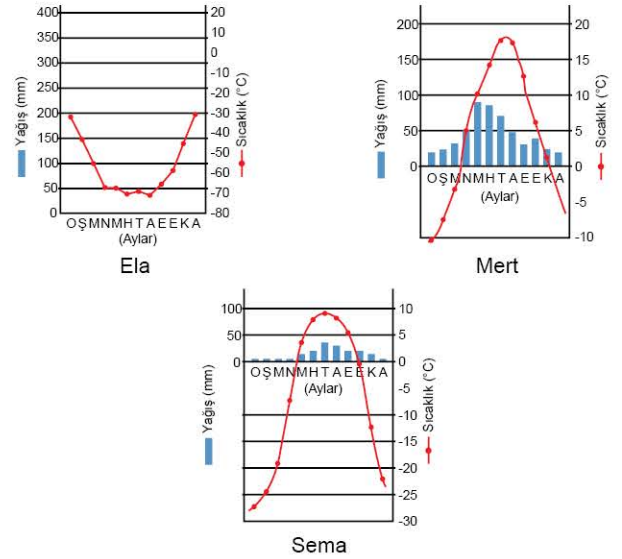 Yağış (mm)
400
350
300
250
200
150
100
50
0
20
10
0
-10
-20
-30
-40
-50
-60
-70
-80
Sıcaklık (°C)
OŞMNMHTAEEKA
(Aylar)
Ela
Yağış (mm)
200
150
100
50
0
20
15
10
5
0
-5
-10
Sıcaklık (°C)
OŞMNMHTAEEKA
(Aylar)
Mert
Yağış (mm)
100
50
0
10
5
0
-5
-10
-15
-20
-25
-30
Sıcaklık (°C)
OŞMNMHTAEEKA
(Aylar)
Sema